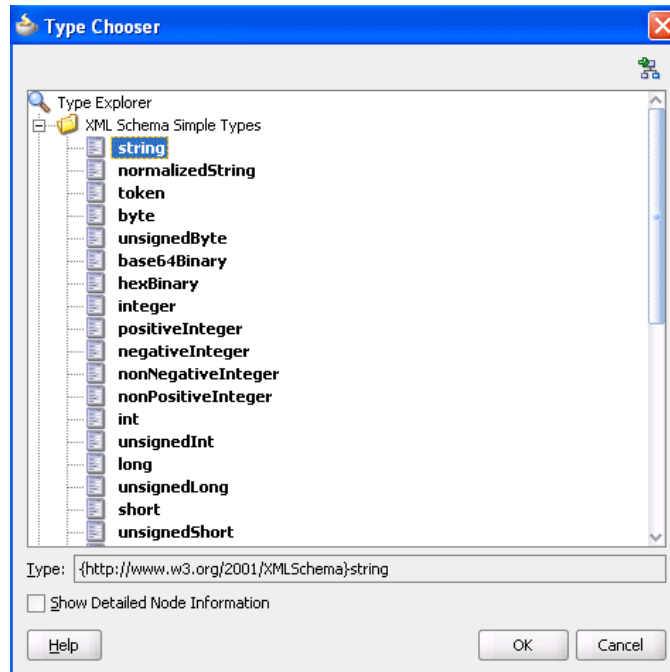 Type Chooser
Type Explorer
XML Schema Simple Types
string
normalizedString
token
byte
unsignedByte
base64Binary
hexBinary
integer
positiveInteger
negativeInteger
nonNegativeInteger
nonPositiveInteger
int
unsignedInt
long
unsignedLong
short
unsignedShort
Type: {http://www.w3.org/2001/XMLSchema}string
Show Detailed Node Information
Help OK Cancel